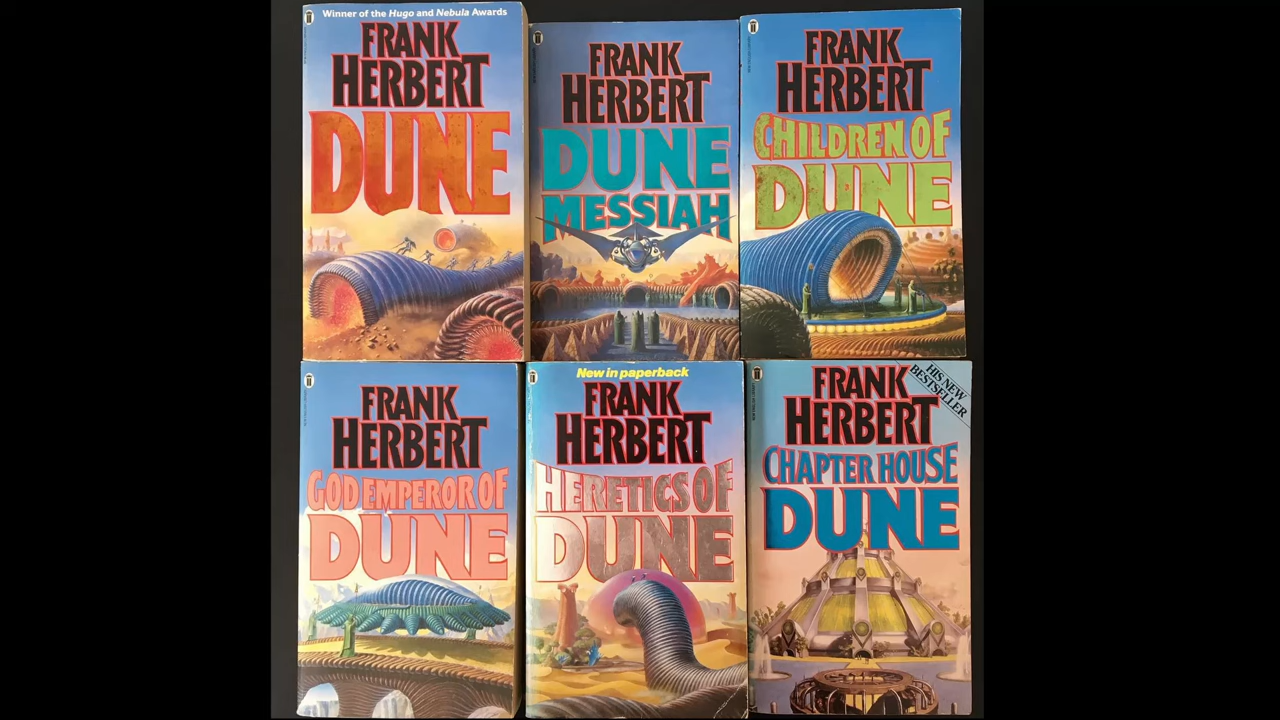 Winner of the Hugo and Nebula Awards
FRANK
HERBERT
DUNE
FRANK
HERBERT
DUNE
MESSIAH
FRANK
HERBERT
CHILDREN OF
DUNE
FRANK
HERBERT
GOD EMPEROR OF
DUNE
New in paperback
FRANK
HERBERT
HERETICS OF
DUNE
HIS NEW
BESTSELLER
FRANK
HERBERT
CHAPTER HOUSE
DUNE